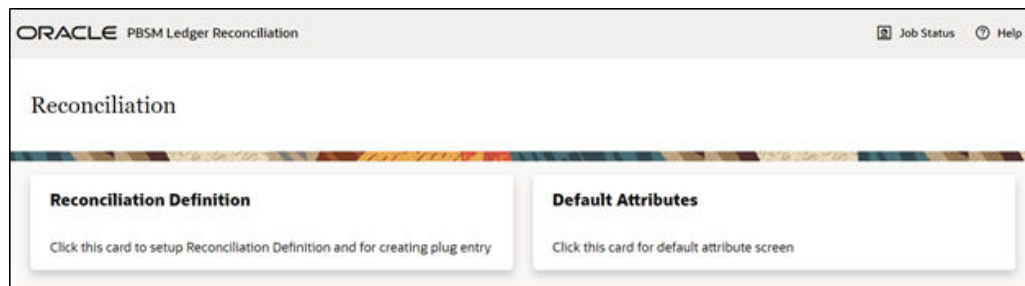 ORACLE PBSM Ledger Reconciliation
Job Status Help
Reconciliation
Reconciliation Definition
Click this card to setup Reconciliation Definition and for creating plug entry
Default Attributes
Click this card for default attribute screen